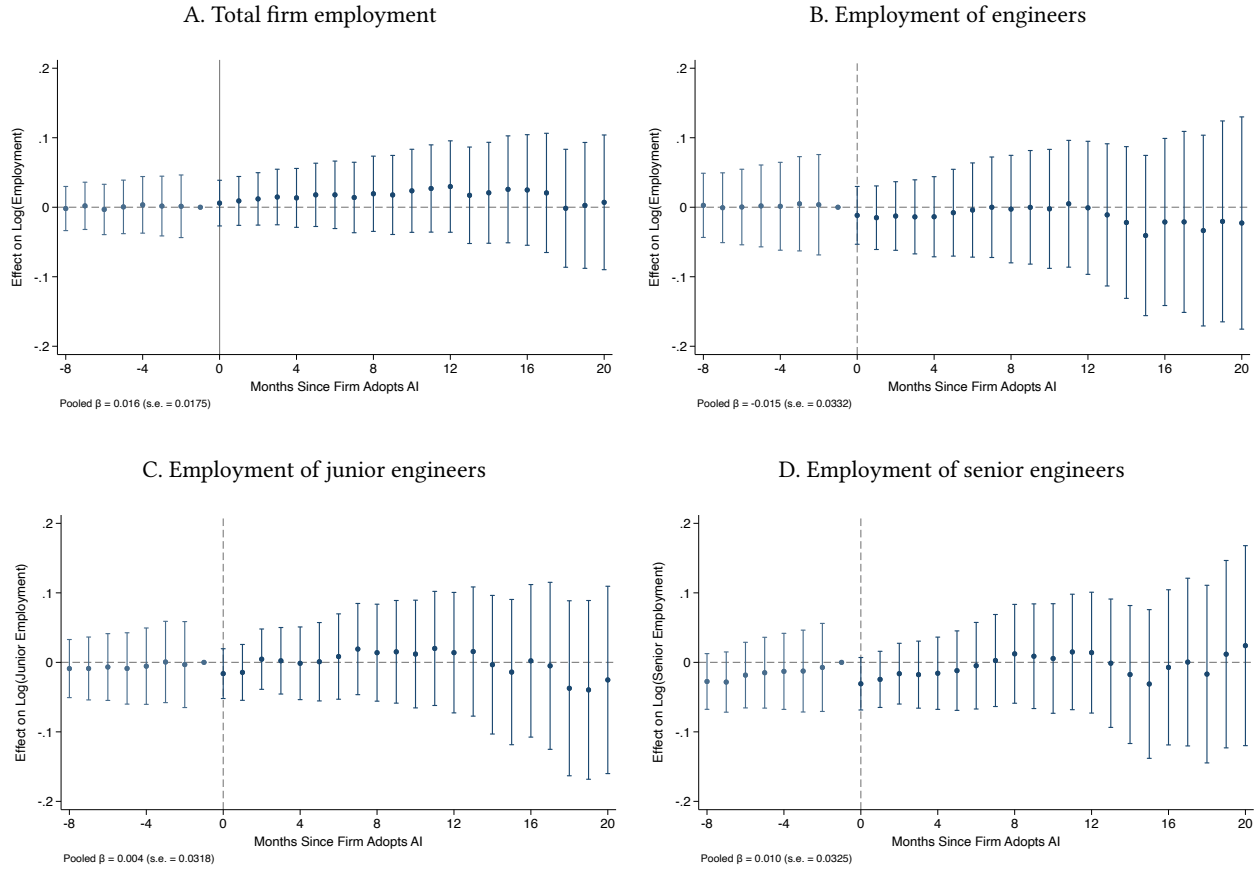 A. Total firm employment
Effect on Log(Employment)
.2
.1
0
-.1
-.2
-8 -4 0 4 8 12 16 20
Months Since Firm Adopts AI
Pooled β = 0.016 (s.e. = 0.0175)
B. Employment of engineers
Effect on Log(Employment)
.2
.1
0
-.1
-.2
-8 -4 0 4 8 12 16 20
Months Since Firm Adopts AI
Pooled β = -0.015 (s.e. = 0.0332)
C. Employment of junior engineers
Effect on Log(Junior Employment)
.2
.1
0
-.1
-.2
-8 -4 0 4 8 12 16 20
Months Since Firm Adopts AI
Pooled β = 0.004 (s.e. = 0.0318)
D. Employment of senior engineers
Effect on Log(Senior Employment)
.2
.1
0
-.1
-.2
-8 -4 0 4 8 12 16 20
Months Since Firm Adopts AI
Pooled β = 0.010 (s.e. = 0.0325)